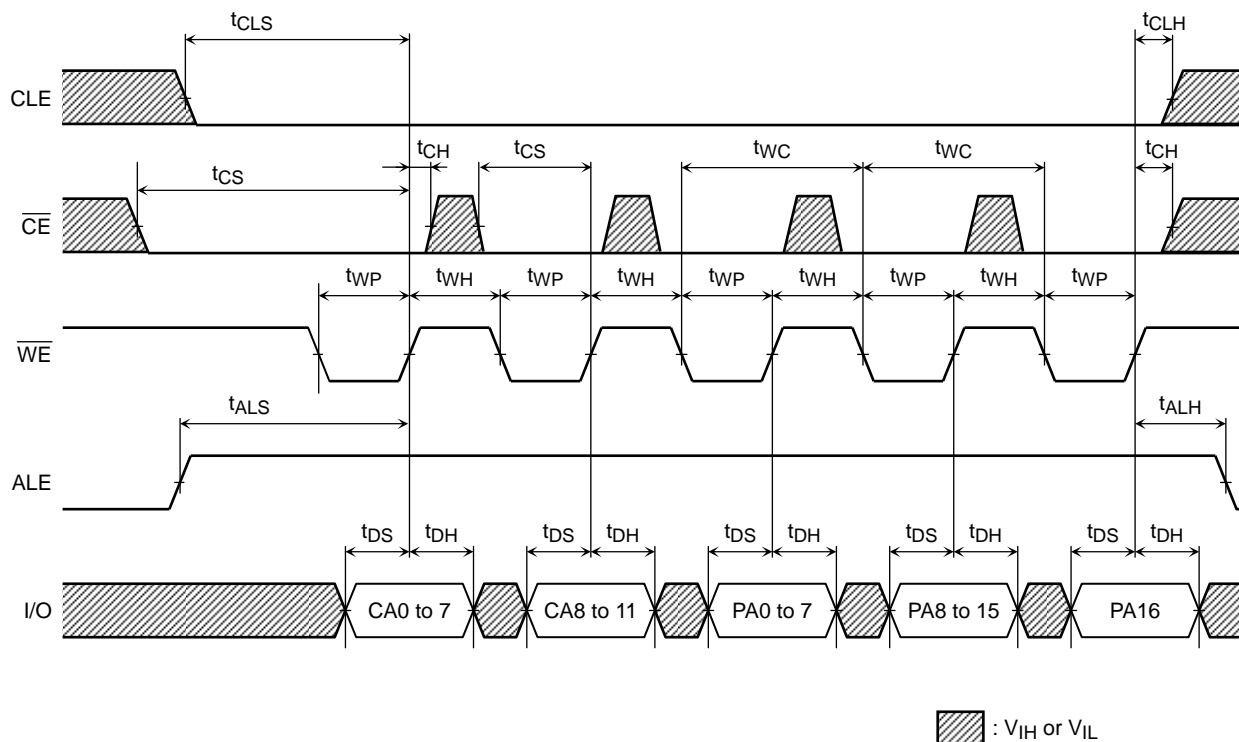 tCLS tCLH
CLE
tCH tCS tWC tWC tCH
tCS
CE
tWP tWH tWP tWH tWP tWH tWP tWH tWP
WE
tALS tALH
ALE
tDS tDH tDS tDH tDS tDH tDS tDH tDS tDH
I/O CA0 to 7 CA8 to 11 PA0 to 7 PA8 to 15 PA16
: VIH or VIL